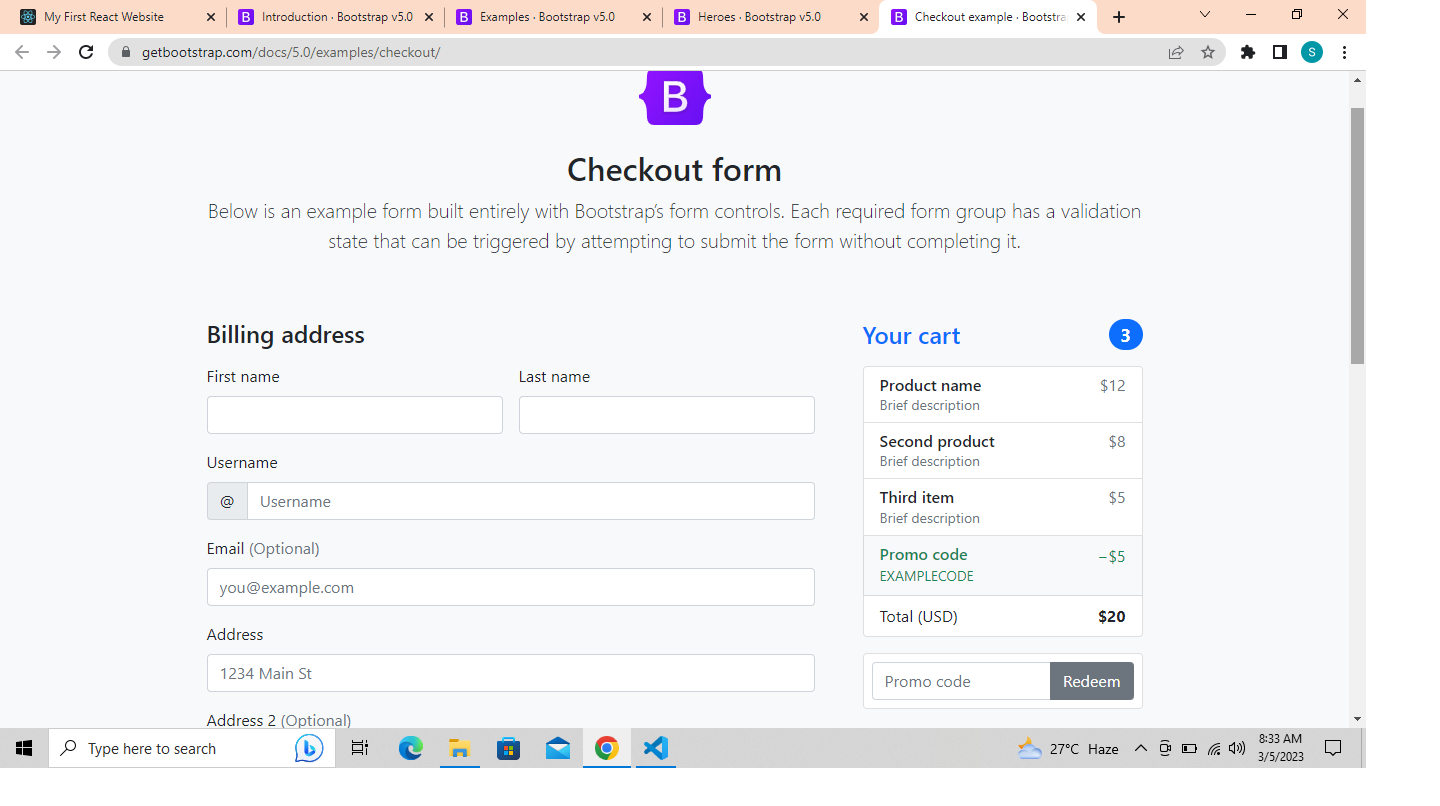 My First React Website
Introduction · Bootstrap v5.0
Examples · Bootstrap v5.0
Heroes · Bootstrap v5.0
Checkout example · Bootstra
getbootstrap.com/docs/5.0/examples/checkout/
S
B
Checkout form
Below is an example form built entirely with Bootstrap’s form controls. Each required form group has a validation
state that can be triggered by attempting to submit the form without completing it.
Billing address
First name
Last name
Username
@
Username
Email (Optional)
you@example.com
Address
1234 Main St
Address 2 (Optional)
Your cart
3
Product name
$12
Brief description
Second product
$8
Brief description
Third item
$5
Brief description
Promo code
−$5
EXAMPLECODE
Total (USD)
$20
Promo code
Redeem
Type here to search
27°C Haze
8:33 AM
3/5/2023